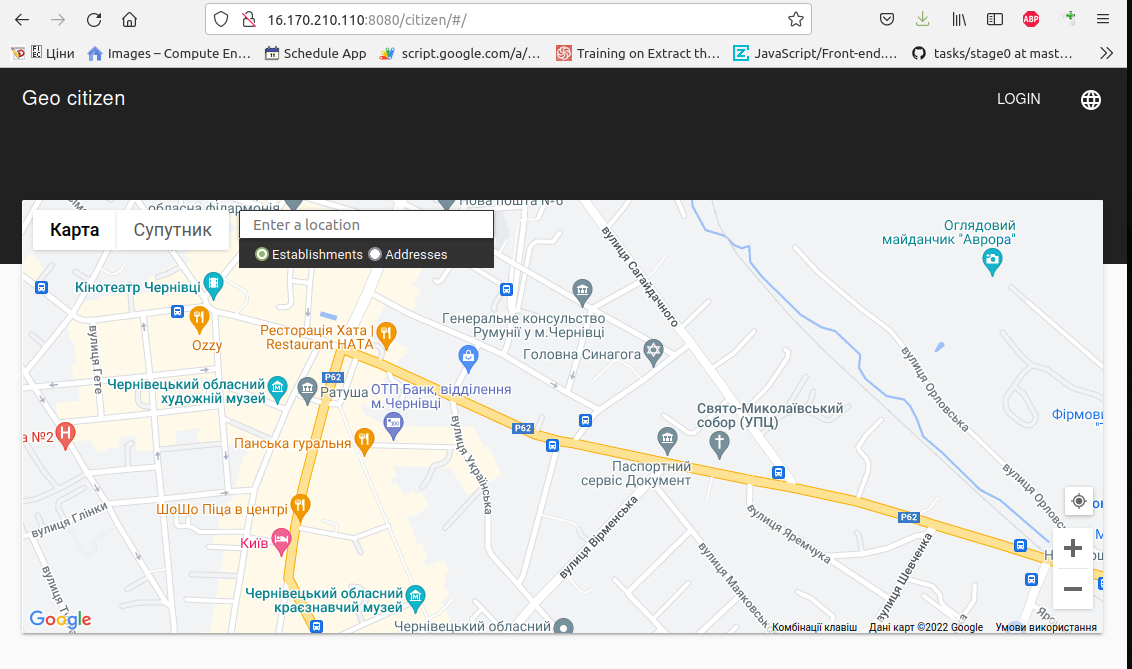 16.170.210.110:8080/citizen/#/
ABP
Ціни
Images – Compute En…
Schedule App
script.google.com/a/…
Training on Extract th…
JavaScript/Front-end.…
tasks/stage0 at mast…
Geo citizen
LOGIN
обласна філармонія
Нова пошта №6
Карта
Супутник
Enter a location
Establishments
Addresses
Оглядовий
майданчик "Аврора"
вулиця Сагайдачного
Кінотеатр Чернівці
Генеральне консульство
Румунії у м.Чернівці
Ресторація Хата |
Restaurant HATA
Ozzy
вулиця Гете
Головна Синагога
вулиця Орловська
P62
Чернівецький обласний
художній музей
Ратуша
ОТП Банк, відділення
м.Чернівці
Свято-Миколаївський
собор (УПЦ)
Фірмови
а №2
P62
Панська гуральня
вулиця Українська
Паспортний
сервіс Документ
вулиця Орловс
ШоШо Піца в центрі
вулиця Глінки
P62
Київ
вулиця Вірменська
вулиця Яремчука
вулиця Шевченка
вулиця Маяковсько
Чернівецький обласний
краєзнавчий музей
Google
Чернівецький обласний
Комбінації клавіш
Дані карт ©2022 Google
Умови використання